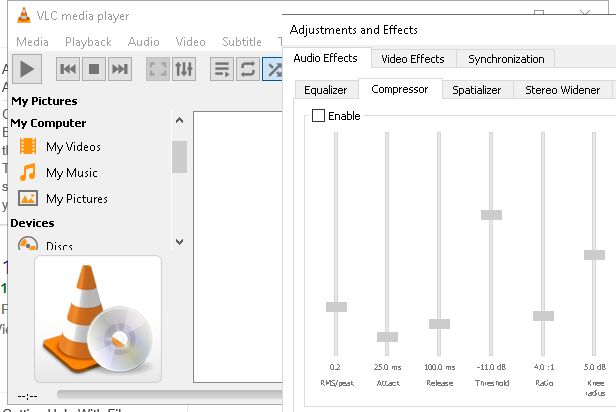 VLC media player
Media Playback Audio Video Subtitle T
My Pictures
My Computer
My Videos
My Music
My Pictures
Devices
Discs
--:--
Adjustments and Effects
Audio Effects Video Effects Synchronization
Equalizer Compressor Spatializer Stereo Widener
Enable
0.2 25.0 ms 100.0 ms -11.0 dB 4.0 :1 5.0 dB
RMS/peak Attack Release Threshold Ratio Knee
radius